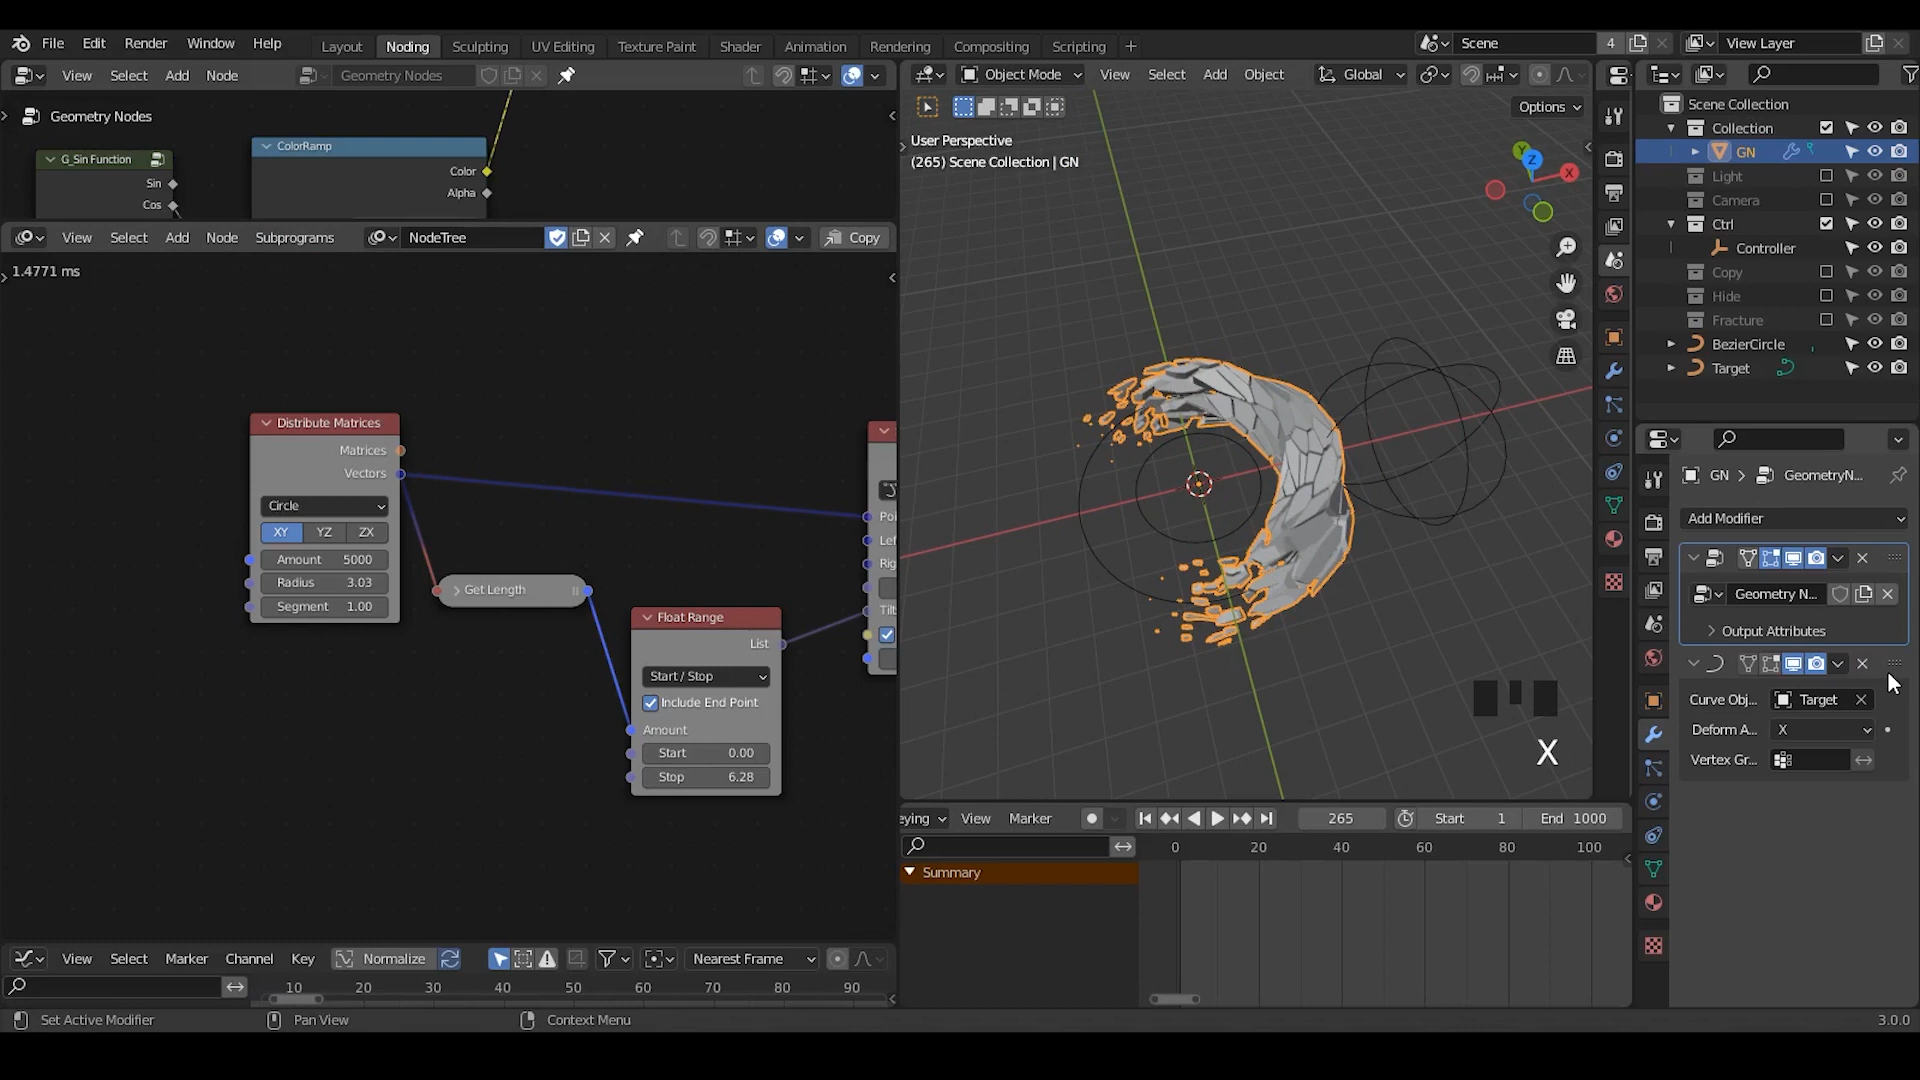 File Edit Render Window Help Layout Noding Sculpting UV Editing Texture Paint Shader Animation Rendering Compositing Scripting Scene 4 View Layer
View Select Add Node Geometry Nodes
Object Mode View Select Add Object Global
Options
Geometry Nodes
G_Sin Function
Sin
Cos
ColorRamp
Color
Alpha
View Select Add Node Subprograms NodeTree Copy
1.4771 ms
Distribute Matrices
Matrices
Vectors
Circle
XY YZ ZX
Amount 5000
Radius 3.03
Segment 1.00
Get Length
Float Range
List
Start / Stop
Include End Point
Amount
Start 0.00
Stop 6.28
Poi
Lef
Rig
Tilt
User Perspective
(265) Scene Collection | GN
Y
Z
X
X
Scene Collection
Collection
GN
Light
Camera
Ctrl
Controller
Copy
Hide
Fracture
BezierCircle
Target
GN > GeometryN...
Add Modifier
Geometry N...
Output Attributes
Curve Obj... Target
Deform A... X
Vertex Gr...
eying View Marker 265 Start 1 End 1000
0 20 40 60 80 100
Summary
View Select Marker Channel Key Normalize Nearest Frame
10 20 30 40 50 60 70 80 90
Set Active Modifier Pan View Context Menu 3.0.0